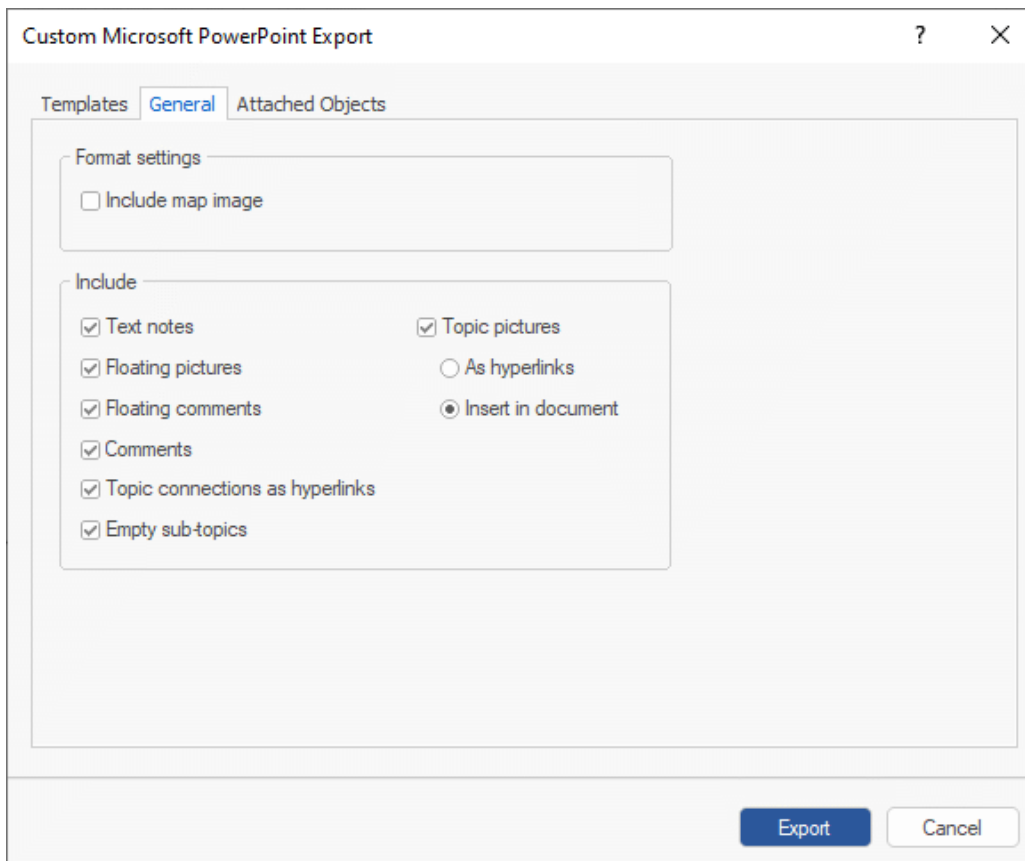 Custom Microsoft PowerPoint Export ?
Templates General Attached Objects
Format settings
Include map image
Include
Text notes
Topic pictures
Floating pictures
As hyperlinks
Floating comments
Insert in document
Comments
Topic connections as hyperlinks
Empty sub-topics
Export
Cancel